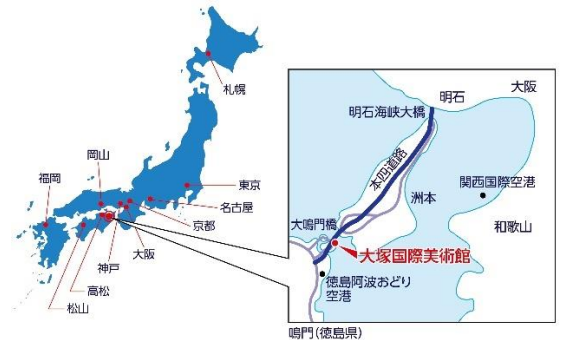 札幌
岡山
福岡
東京
名古屋
京都
大阪
神戸
高松
松山
大阪
明石
明石海峡大橋
本四道路
関西国際空港
洲本
大鳴門橋
和歌山
大塚国際美術館
徳島阿波おどり
空港
鳴門(徳島県)